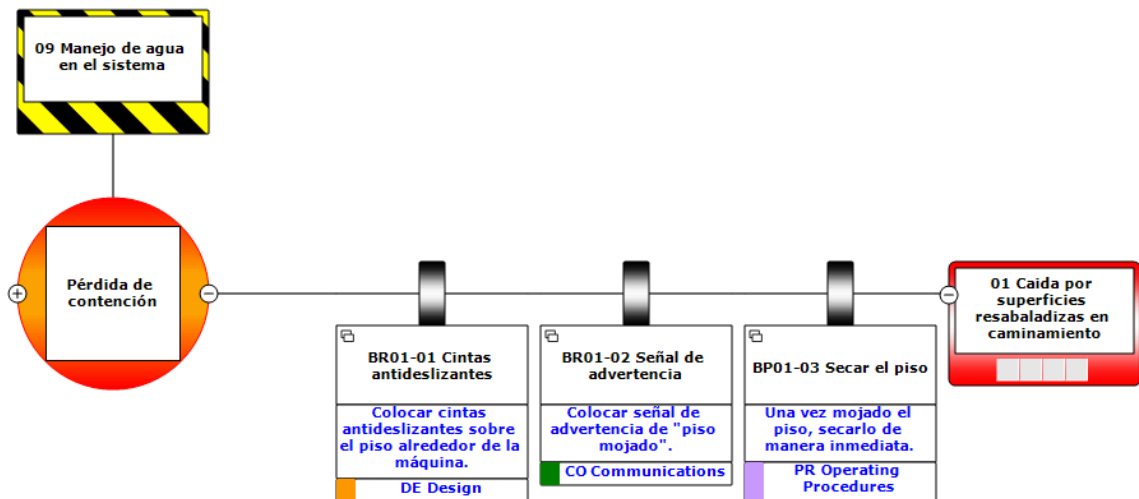 09 Manejo de agua
en el sistema
Pérdida de
contención
BR01-01 Cintas
antideslizantes
Colocar cintas
antideslizantes sobre
el piso alrededor de la
máquina.
DE Design
BR01-02 Señal de
advertencia
Colocar señal de
advertencia de "piso
mojado".
CO Communications
BP01-03 Secar el piso
Una vez mojado el
piso, secarlo de
manera inmediata.
PR Operating
Procedures
01 Caida por
superficies
resabaladizas en
caminamiento